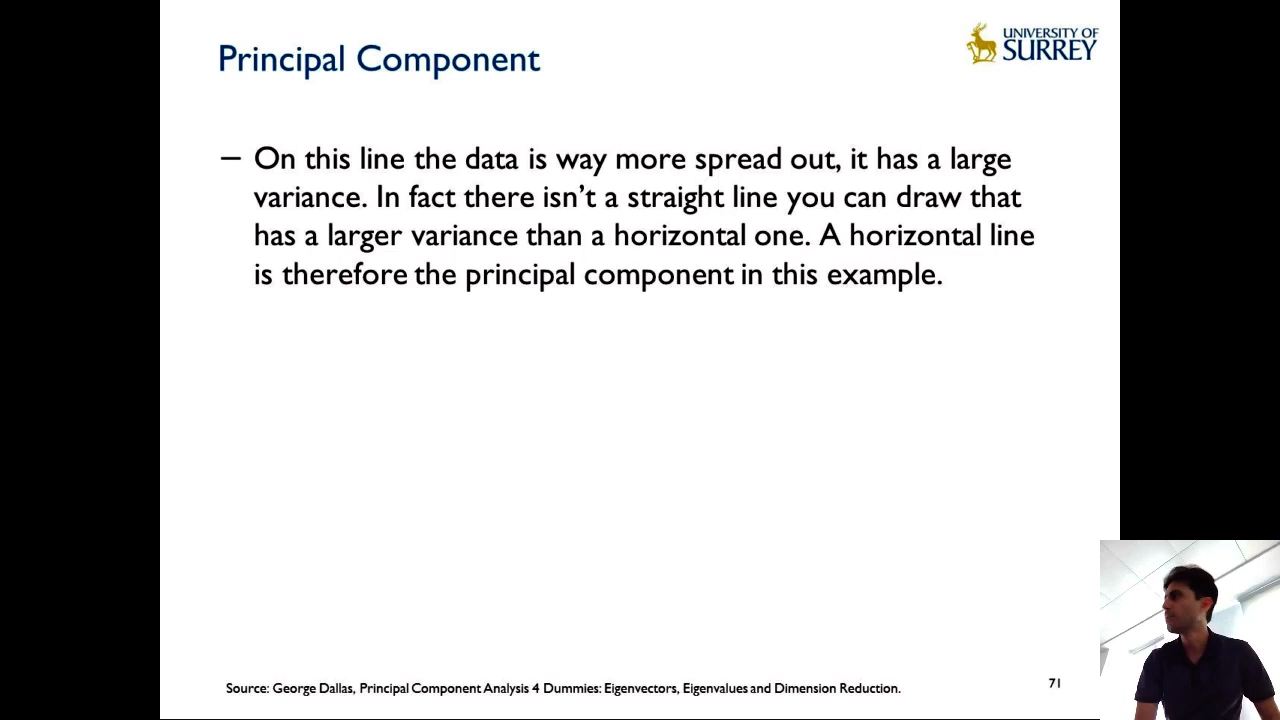 Principal Component
UNIVERSITY OF
SURREY
– On this line the data is way more spread out, it has a large
variance. In fact there isn’t a straight line you can draw that
has a larger variance than a horizontal one. A horizontal line
is therefore the principal component in this example.
Source: George Dallas, Principal Component Analysis 4 Dummies: Eigenvectors, Eigenvalues and Dimension Reduction.
71